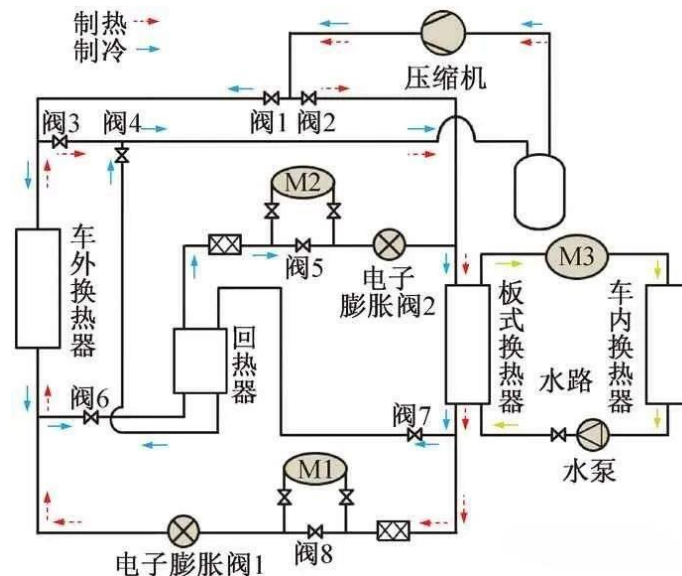 制热
制冷
压缩机
阀1
阀2
阀3
阀4
M2
阀5
电子
膨胀阀2
车外换热器
回热器
板式换热器
M3
车内换热器
水路
阀6
阀7
水泵
M1
阀8
电子膨胀阀1